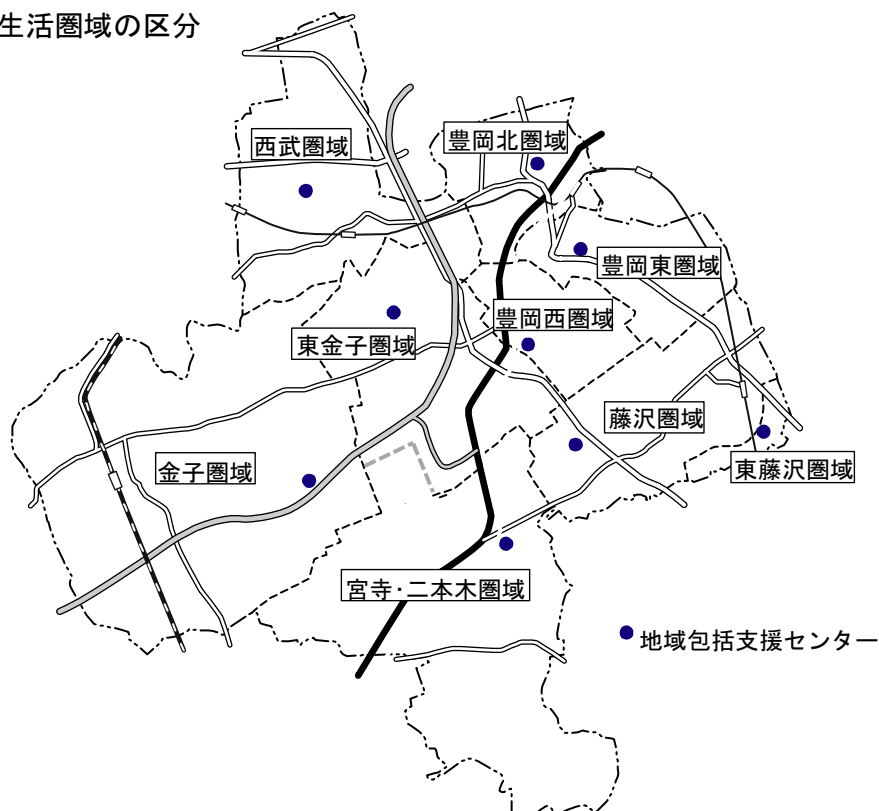 生活圏域の区分
西武圏域
豊岡北圏域
豊岡東圏域
豊岡西圏域
東金子圏域
藤沢圏域
金子圏域
東藤沢圏域
宮寺・二本木圏域
地域包括支援センター